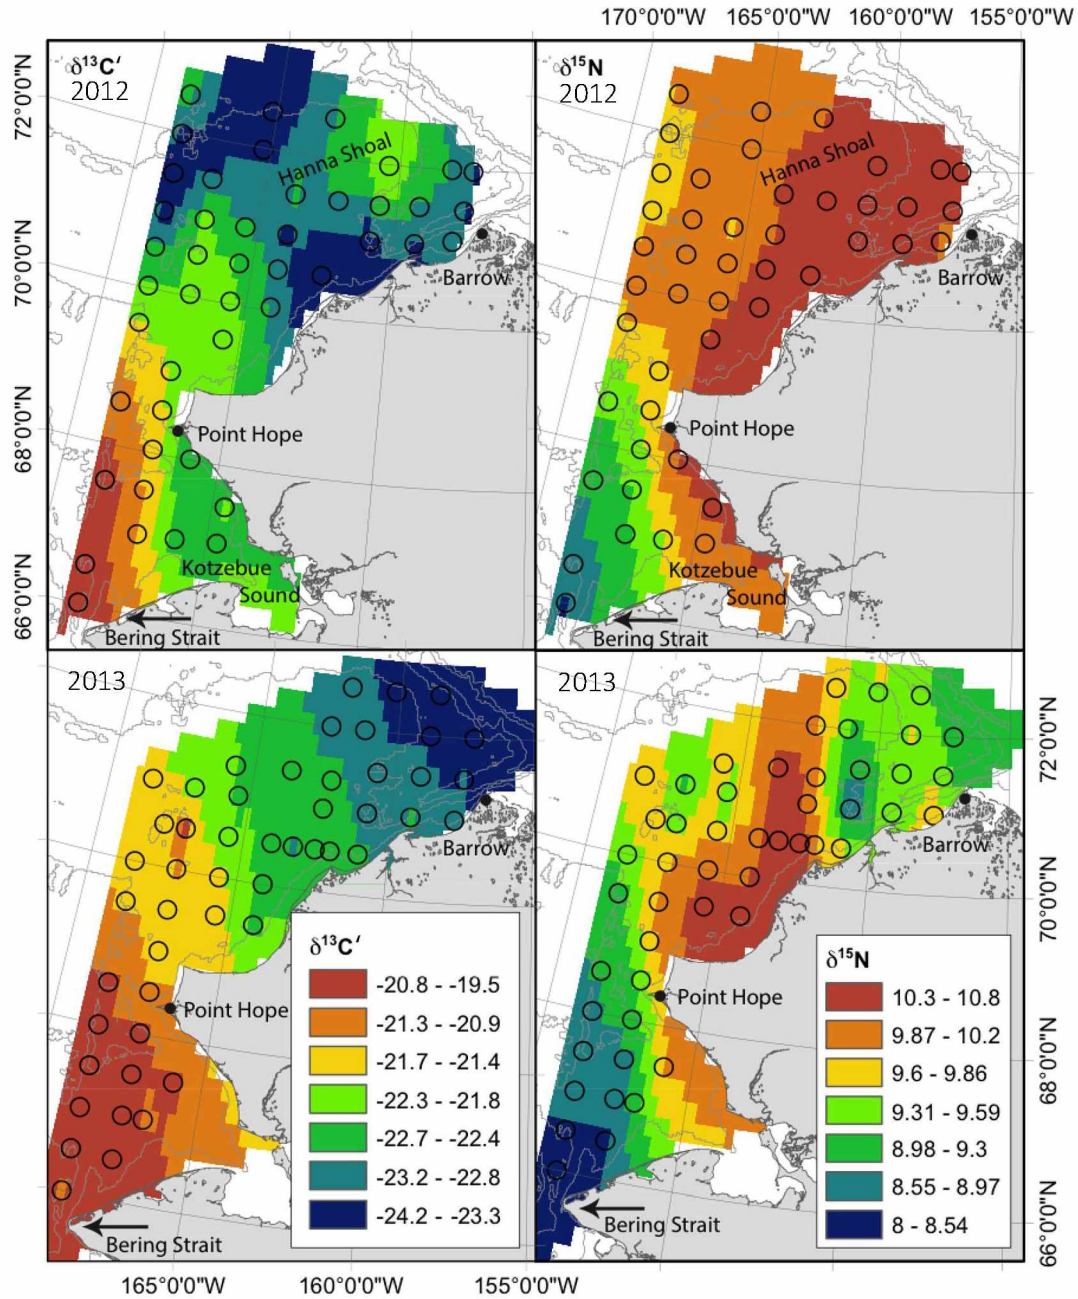 170°0'0"W 165°0'0"W 160°0'0"W 155°0'0"W
δ¹³C‘
2012
Hanna Shoal
Barrow
Point Hope
Kotzebue
Sound
Bering Strait
72°0'0"N
70°0'0"N
68°0'0"N
66°0'0"N
δ¹⁵N
2012
Hanna Shoal
Barrow
Point Hope
Kotzebue
Sound
Bering Strait
2013
Barrow
Point Hope
Bering Strait
δ¹³C‘
-20.8 - -19.5
-21.3 - -20.9
-21.7 - -21.4
-22.3 - -21.8
-22.7 - -22.4
-23.2 - -22.8
-24.2 - -23.3
2013
Barrow
Point Hope
Bering Strait
δ¹⁵N
10.3 - 10.8
9.87 - 10.2
9.6 - 9.86
9.31 - 9.59
8.98 - 9.3
8.55 - 8.97
8 - 8.54
72°0'0"N
70°0'0"N
68°0'0"N
66°0'0"N
165°0'0"W 160°0'0"W 155°0'0"W